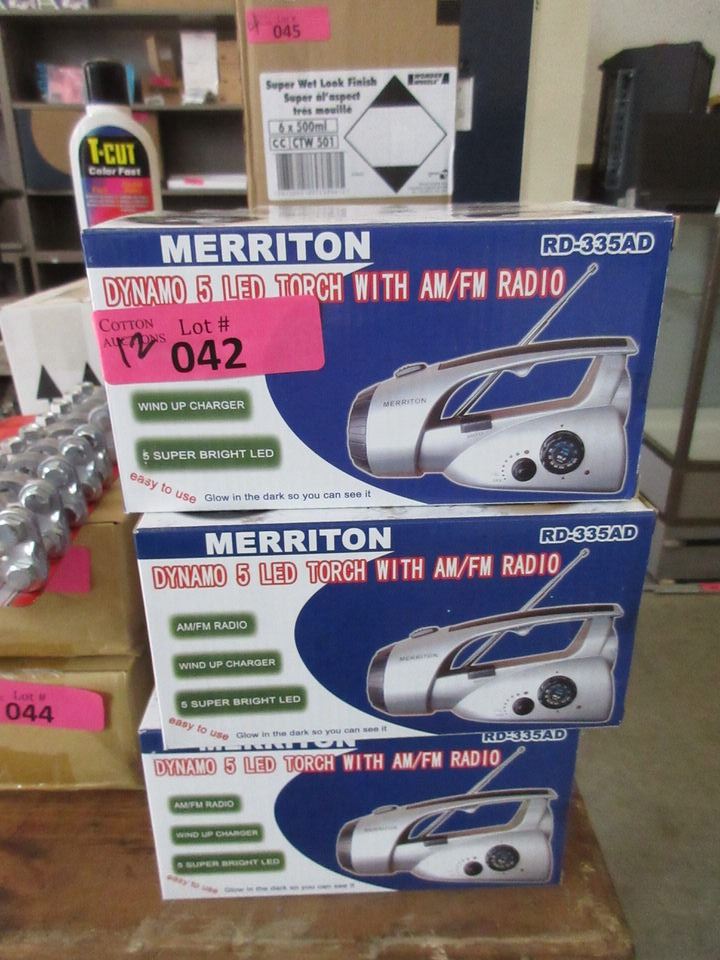 Lot #
045
Super Wet Look Finish
Super al'aspect
très mouillé
6 x 500ml
CC CTW 501
WONDER
WHEELS
T-CUT
Color Fast
MERRITON
RD-335AD
DYNAMO 5 LED TORCH WITH AM/FM RADIO
COTTON
AUCTIONS
Lot #
12
042
WIND UP CHARGER
5 SUPER BRIGHT LED
easy to use
Glow in the dark so you can see it
MERRITON
MERRITON
RD-335AD
DYNAMO 5 LED TORCH WITH AM/FM RADIO
AM/FM RADIO
WIND UP CHARGER
5 SUPER BRIGHT LED
easy to use
Glow in the dark so you can see it
MERRITON
Lot #
044
MERRITON
RD-335AD
DYNAMO 5 LED TORCH WITH AM/FM RADIO
AM/FM RADIO
WIND UP CHARGER
5 SUPER BRIGHT LED
easy to use
Glow in the dark so you can see it
MERRITON